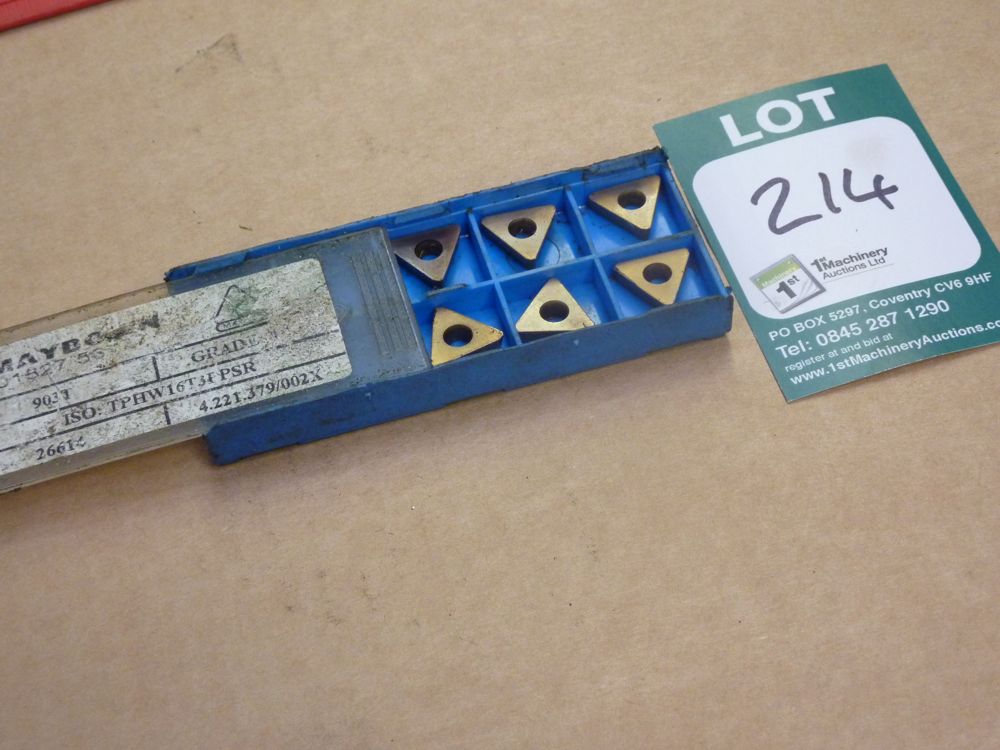 LOT
214
1st
1st Machinery
Auctions Ltd
PO BOX 5297, Coventry CV6 9HF
Tel: 0845 287 1290
register at and bid at
www.1stMachineryAuctions.co
9031
GRADE
ISO: TPHW16T3FPSR
4.221.379/002X
26614